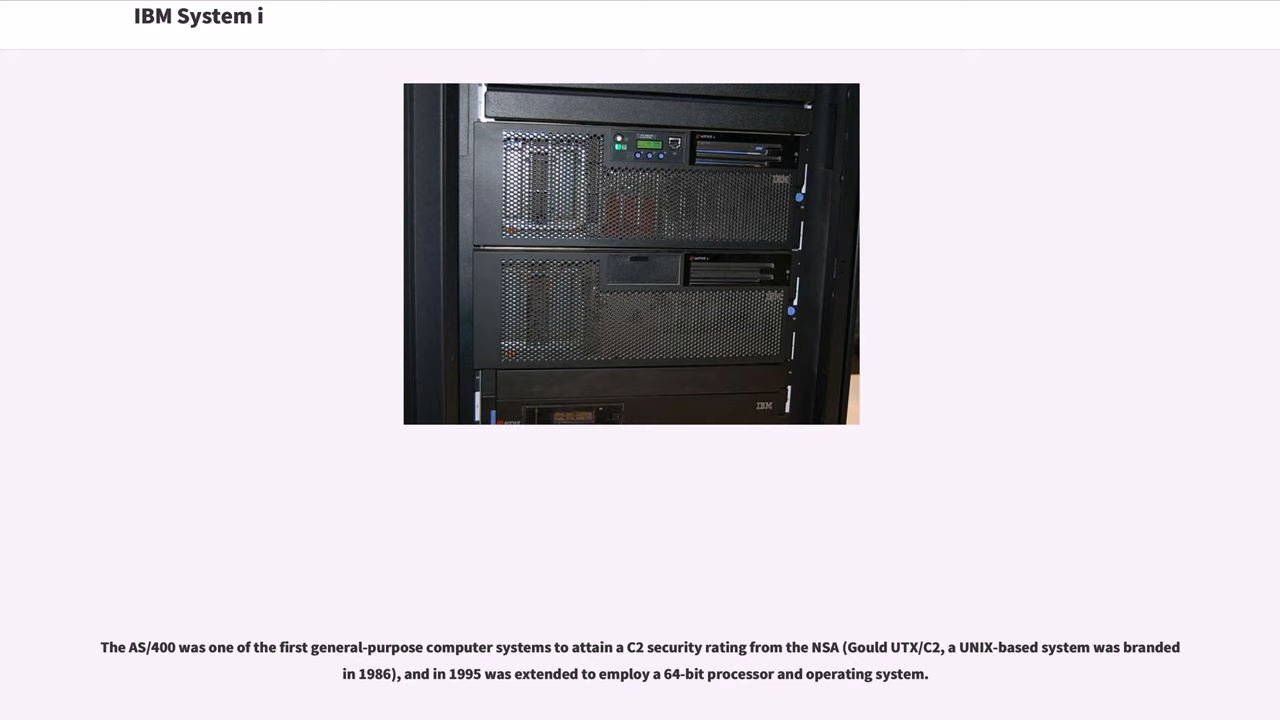 IBM System i
IBM
IBM
IBM
The AS/400 was one of the first general-purpose computer systems to attain a C2 security rating from the NSA (Gould UTX/C2, a UNIX-based system was branded
in 1986), and in 1995 was extended to employ a 64-bit processor and operating system.